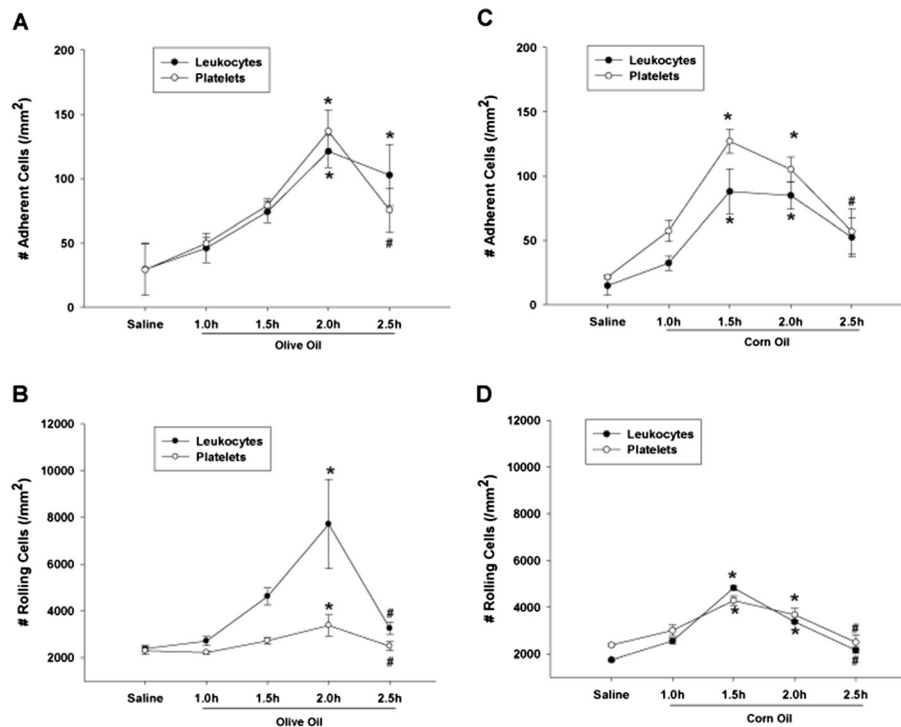 A
# Adherent Cells (/mm²)
200
150
100
50
0
Leukocytes
Platelets
*
*
*
#
Saline 1.0h 1.5h 2.0h 2.5h
Olive Oil
C
# Adherent Cells (/mm²)
200
150
100
50
0
Leukocytes
Platelets
*
*
*
*
#
Saline 1.0h 1.5h 2.0h 2.5h
Corn Oil
B
# Rolling Cells (/mm²)
12000
10000
8000
6000
4000
2000
Leukocytes
Platelets
*
*
#
#
Saline 1.0h 1.5h 2.0h 2.5h
Olive Oil
D
# Rolling Cells (/mm²)
12000
10000
8000
6000
4000
2000
Leukocytes
Platelets
*
*
*
*
#
#
Saline 1.0h 1.5h 2.0h 2.5h
Corn Oil